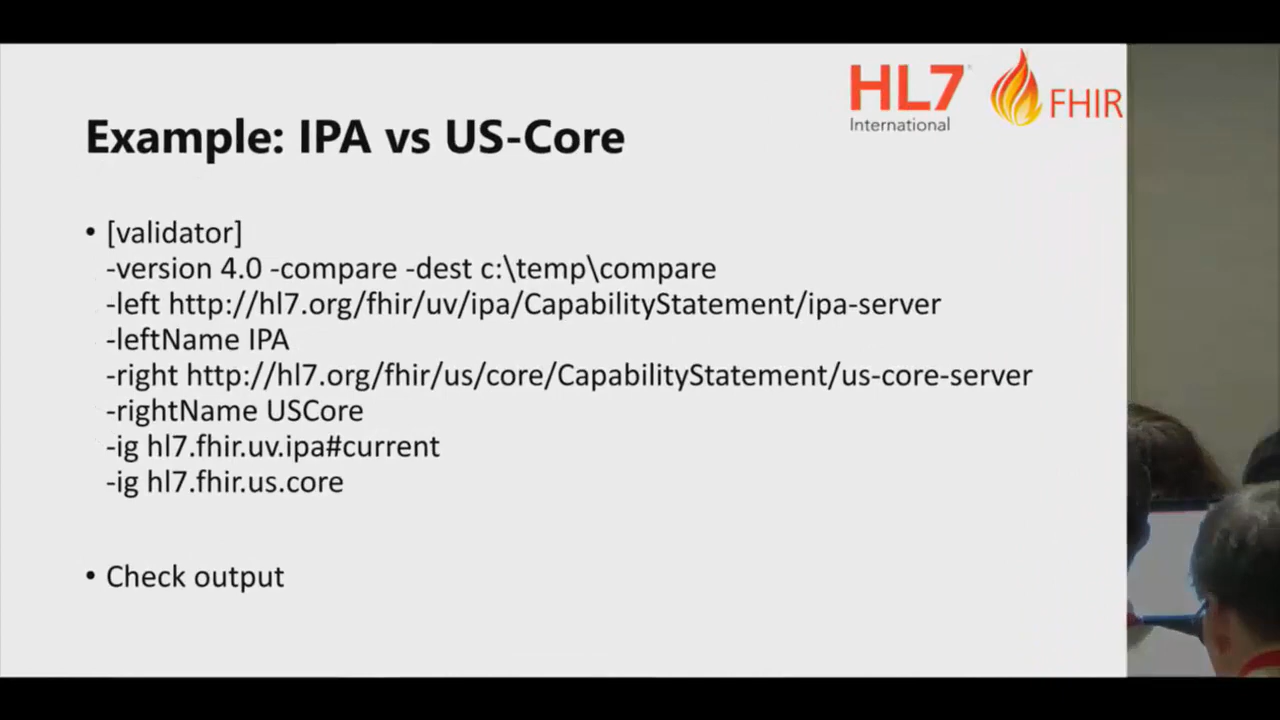 HL7
International
FHIR
Example: IPA vs US-Core
• [validator]
-version 4.0 -compare -dest c:\temp\compare
-left http://hl7.org/fhir/uv/ipa/CapabilityStatement/ipa-server
-leftName IPA
-right http://hl7.org/fhir/us/core/CapabilityStatement/us-core-server
-rightName USCore
-ig hl7.fhir.uv.ipa#current
-ig hl7.fhir.us.core
• Check output